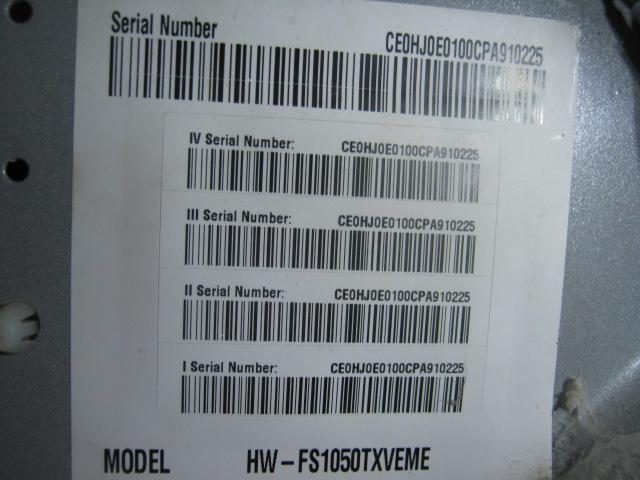 Serial Number CE0HJ0E0100CPA910225
IV Serial Number: CE0HJ0E0100CPA910225
III Serial Number: CE0HJ0E0100CPA910225
II Serial Number: CE0HJ0E0100CPA910225
I Serial Number: CE0HJ0E0100CPA910225
MODEL HW-FS1050TXVEME